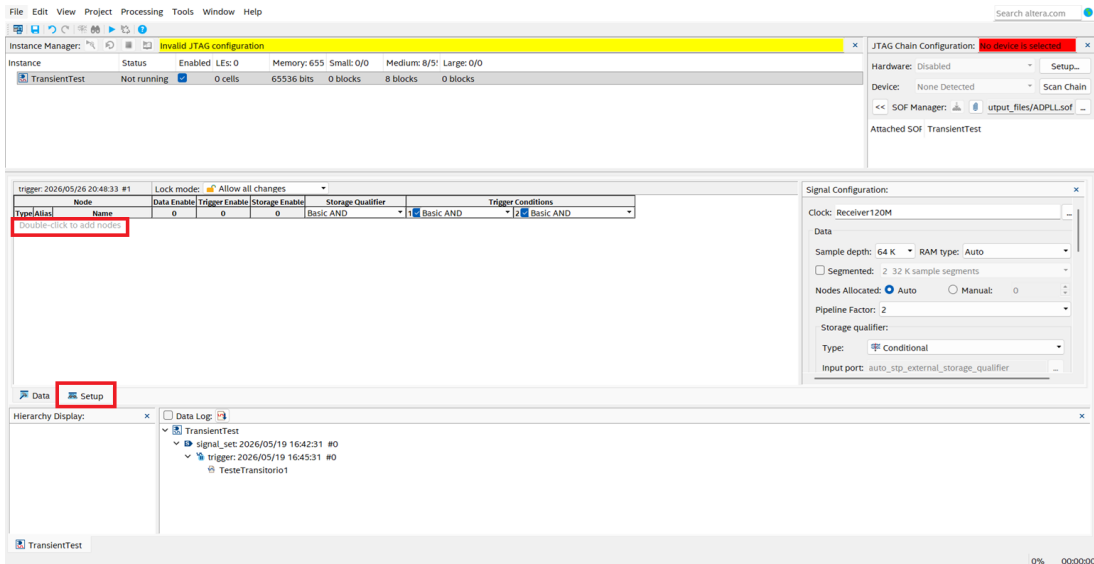 File Edit View Project Processing Tools Window Help
Search altera.com
Instance Manager: Invalid JTAG configuration
Instance Status Enabled LEs: 0 Memory: 655 Small: 0/0 Medium: 8/5! Large: 0/0
TransientTest Not running 0 cells 65536 bits 0 blocks 8 blocks 0 blocks
JTAG Chain Configuration: No device is selected
Hardware: Disabled Setup...
Device: None Detected Scan Chain
<< SOF Manager: utput_files/ADPLL.sof ...
Attached SOF TransientTest
trigger: 2026/05/26 20:48:33 #1 Lock mode: Allow all changes
Node Data Enable Trigger Enable Storage Enable Storage Qualifier Trigger Conditions
Type Alias Name 0 0 0 Basic AND 1 Basic AND 2 Basic AND
Double-click to add nodes
Signal Configuration:
Clock: Receiver120M ...
Data
Sample depth: 64 K RAM type: Auto
Segmented: 2 32 K sample segments
Nodes Allocated: Auto Manual: 0
Pipeline Factor: 2
Storage qualifier:
Type: Conditional
Input port: auto_stp_external_storage_qualifier ...
Data Setup
Hierarchy Display:
Data Log:
TransientTest
signal_set: 2026/05/19 16:42:31 #0
trigger: 2026/05/19 16:45:31 #0
TesteTransitorio1
TransientTest
0% 00:00:00